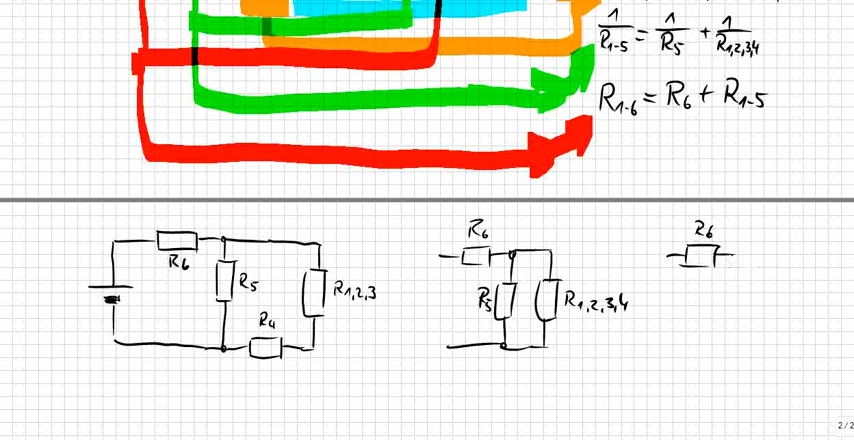 1/R1-5 = 1/R5 + 1/R1,2,3,4
R1-6 = R6 + R1-5
R6
R5
R1,2,3
R4
R6
R5
R1,2,3,4
R6
2/2